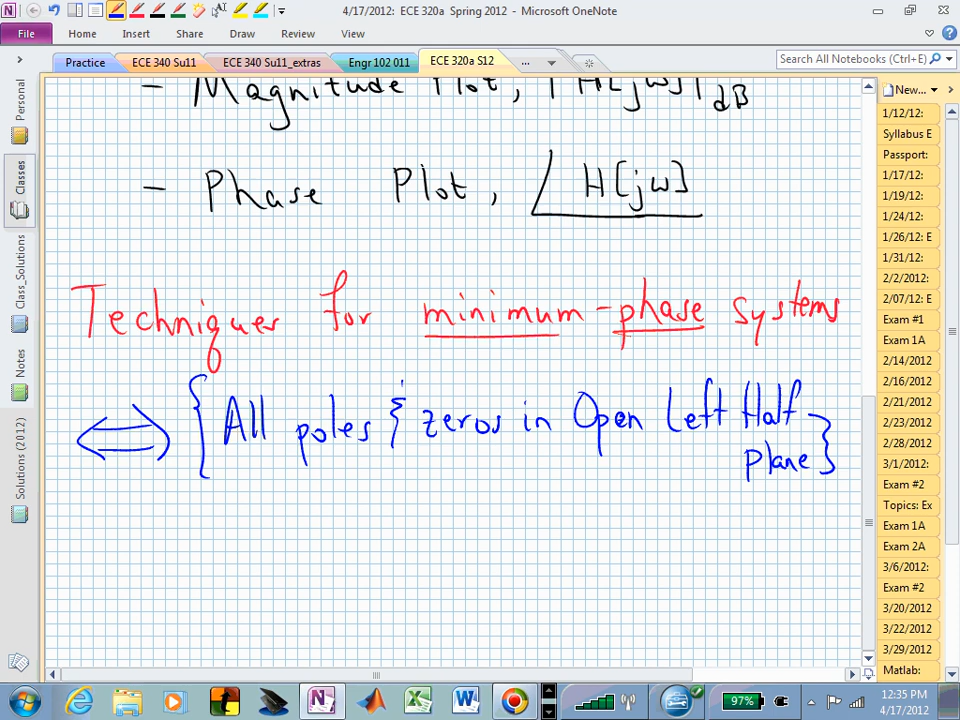 4/17/2012: ECE 320a Spring 2012 - Microsoft OneNote
File Home Insert Share Draw Review View
Practice ECE 340 Su11 ECE 340 Su11_extras Engr 102 011 ECE 320a S12 ...
Search All Notebooks (Ctrl+E)
Personal
Classes
Class_Solutions
Notes
Solutions (2012)
- Magnitude Plot, |H[jw]|dB
- Phase Plot, ∠H[jw]
Techniques for minimum-phase systems
⇔ {All poles & zeros in Open Left Half
Plane}
New...
1/12/12:
Syllabus E
Passport:
1/17/12:
1/19/12:
1/24/12:
1/26/12: E
1/31/12:
2/2/2012:
2/07/12: E
Exam #1
Exam 1A
2/14/2012
2/16/2012
2/21/2012
2/23/2012
2/28/2012
3/1/2012:
Exam #2
Topics: Ex
Exam 1A
Exam 2A
3/6/2012:
Exam #2
3/20/2012
3/22/2012
3/29/2012
Matlab:
97%
12:35 PM
4/17/2012